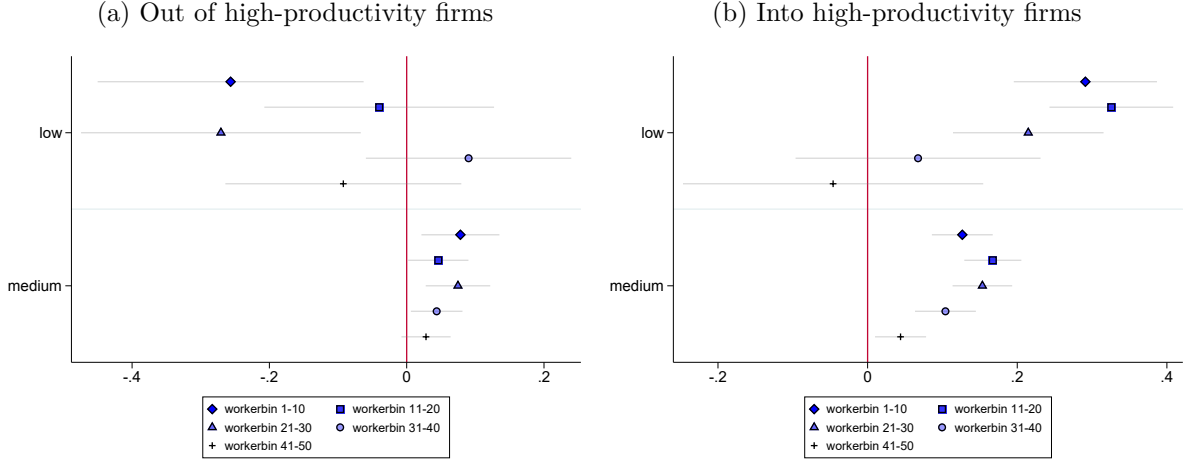 (a) Out of high-productivity firms
low
medium
-.4 -.2 0 .2
workerbin 1-10 workerbin 11-20
workerbin 21-30 workerbin 31-40
workerbin 41-50
(b) Into high-productivity firms
low
medium
-.2 0 .2 .4
workerbin 1-10 workerbin 11-20
workerbin 21-30 workerbin 31-40
workerbin 41-50